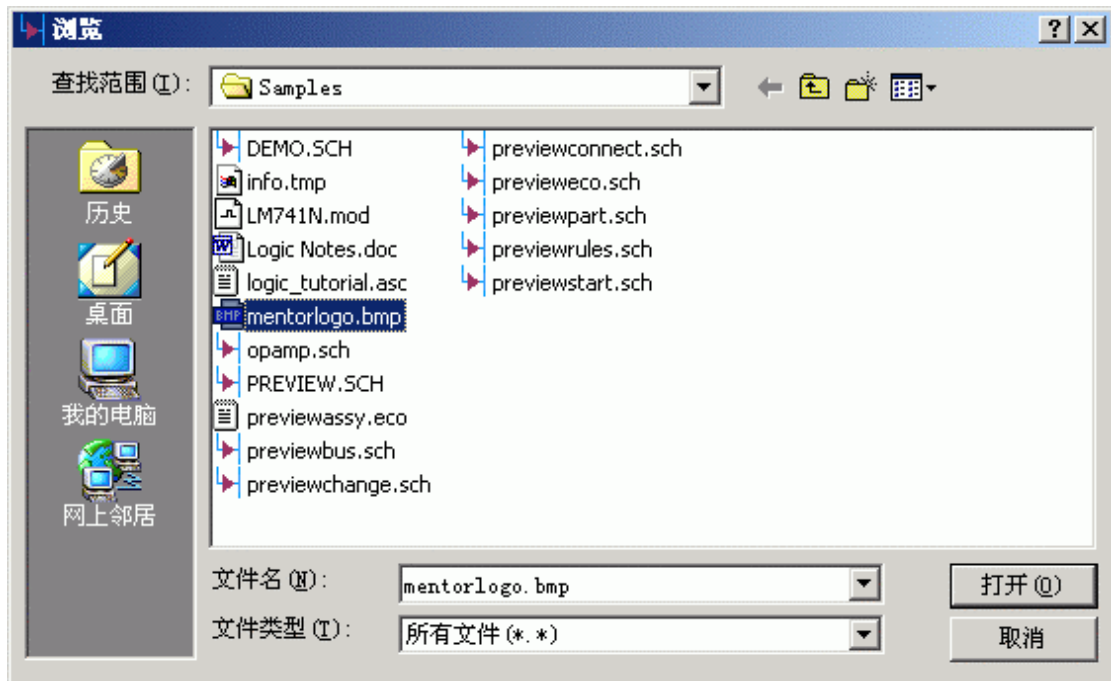 浏览
查找范围(I):
Samples
历史
桌面
我的电脑
网上邻居
DEMO.SCH
info.tmp
LM741N.mod
Logic Notes.doc
logic_tutorial.asc
BMP mentorlogo.bmp
opamp.sch
PREVIEW.SCH
previewassy.eco
previewbus.sch
previewchange.sch
previewconnect.sch
previeweco.sch
previewpart.sch
previewrules.sch
previewstart.sch
文件名(N):
mentorlogo.bmp
打开(O)
文件类型(T):
所有文件(*.*)
取消